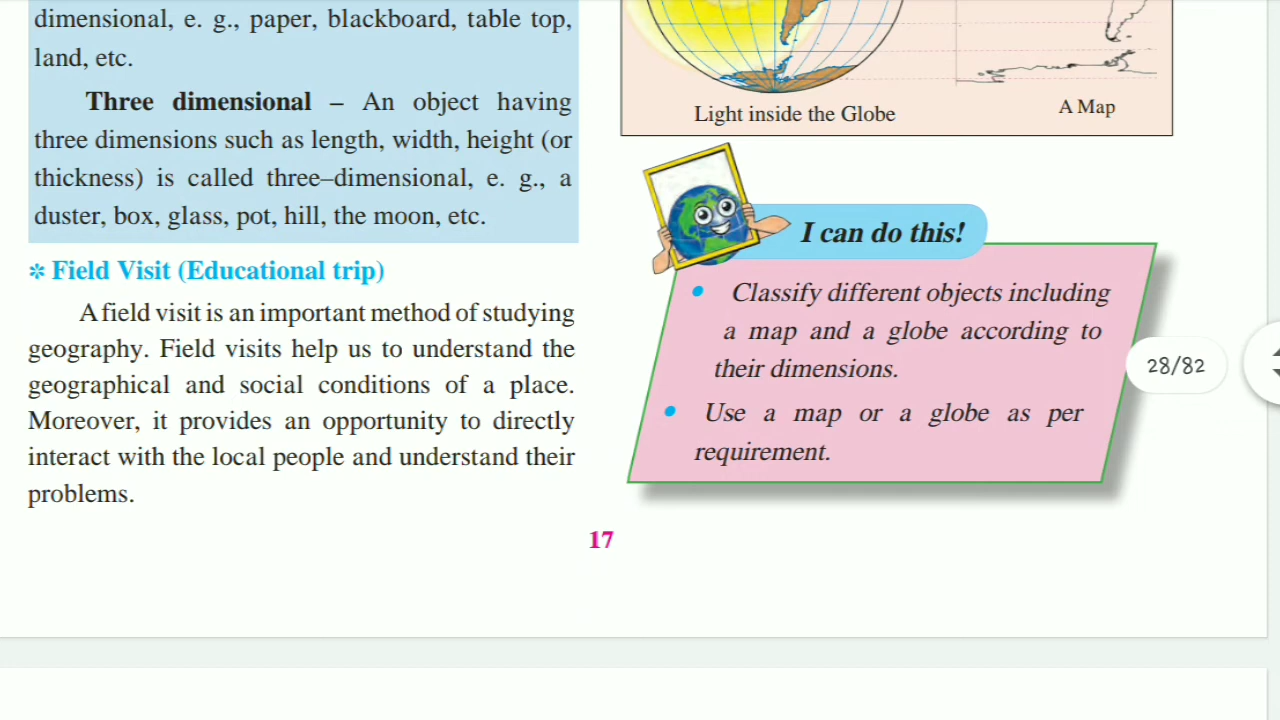 dimensional, e. g., paper, blackboard, table top,
land, etc.
Three dimensional – An object having
three dimensions such as length, width, height (or
thickness) is called three–dimensional, e. g., a
duster, box, glass, pot, hill, the moon, etc.
✻ Field Visit (Educational trip)
A field visit is an important method of studying
geography. Field visits help us to understand the
geographical and social conditions of a place.
Moreover, it provides an opportunity to directly
interact with the local people and understand their
problems.
Light inside the Globe
A Map
I can do this!
• Classify different objects including
a map and a globe according to
their dimensions.
• Use a map or a globe as per
requirement.
28/82
17